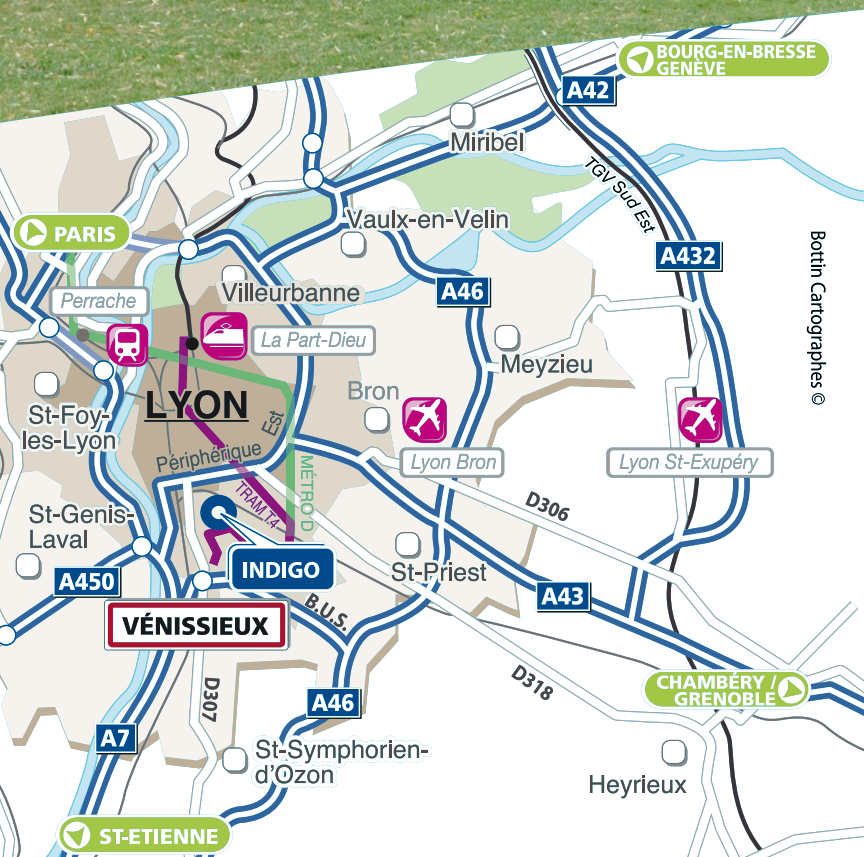 BOURG-EN-BRESSE
GENÈVE
A42
Miribel
TGV Sud Est
PARIS
Vaulx-en-Velin
Bottin Cartographes ©
A432
Perrache
Villeurbanne
A46
La Part-Dieu
Meyzieu
LYON
Bron
St-Foy-
les-Lyon
Périphérique Est
Lyon Bron
Lyon St-Exupéry
MÉTRO D
TRAM T4
D306
St-Genis-
Laval
INDIGO
St-Priest
A450
A43
B.U.S.
VÉNISSIEUX
D307
D318
CHAMBÉRY /
GRENOBLE
A46
A7
St-Symphorien-
d'Ozon
Heyrieux
ST-ETIENNE